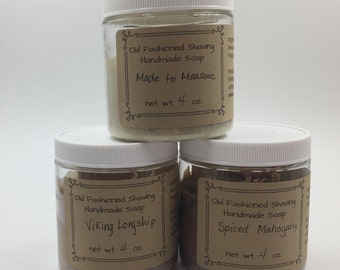 Old Fashioned Shaving
Handmade Soap
Made to Measure
net wt 4 oz
Old Fashioned Shaving
Handmade Soap
Viking Longship
net wt 4 oz
Old Fashioned Shaving
Handmade Soap
Spiced Mahogany
net wt 4 oz